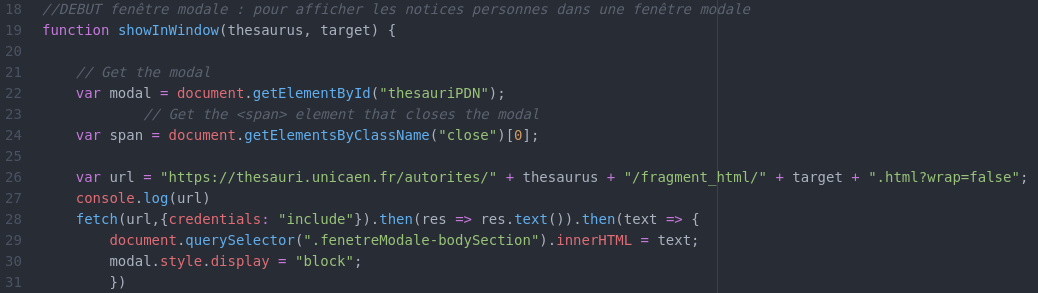 18 //DEBUT fenêtre modale : pour afficher les notices personnes dans une fenêtre modale
19 function showInWindow(thesaurus, target) {
20
21     // Get the modal
22     var modal = document.getElementById("thesauriPDN");
23             // Get the <span> element that closes the modal
24     var span = document.getElementsByClassName("close")[0];
25
26     var url = "https://thesauri.unicaen.fr/autorites/" + thesaurus + "/fragment_html/" + target + ".html?wrap=false";
27     console.log(url)
28     fetch(url,{credentials: "include"}).then(res => res.text()).then(text => {
29         document.querySelector(".fenetreModale-bodySection").innerHTML = text;
30         modal.style.display = "block";
31         })